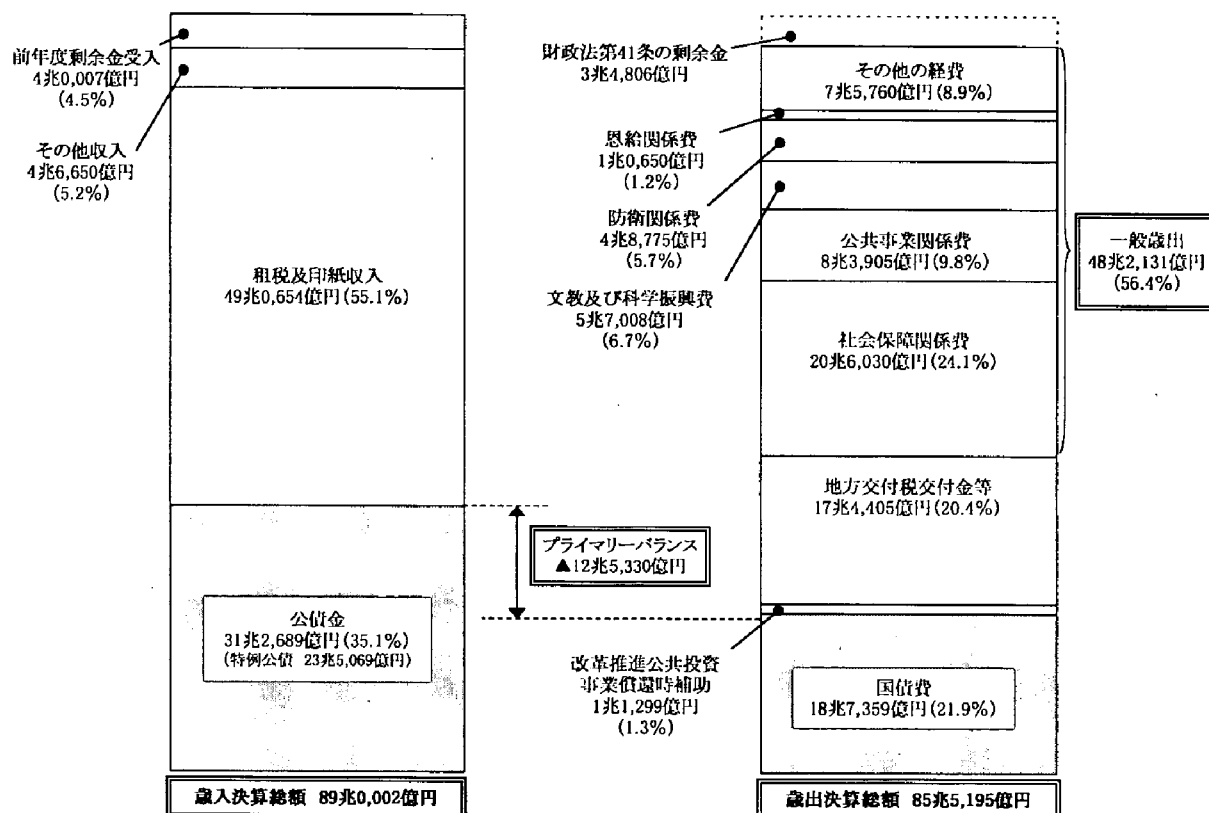 前年度剰余金受入
4兆0,007億円
(4.5%)
その他収入
4兆6,650億円
(5.2%)
租税及印紙収入
49兆0,654億円(55.1%)
公債金
31兆2,689億円(35.1%)
(特例公債 23兆5,069億円)
歳入決算総額 89兆0,002億円
プライマリーバランス
▲12兆5,330億円
財政法第41条の剰余金
3兆4,806億円
その他の経費
7兆5,760億円(8.9%)
恩給関係費
1兆0,650億円
(1.2%)
防衛関係費
4兆8,775億円
(5.7%)
文教及び科学振興費
5兆7,008億円
(6.7%)
公共事業関係費
8兆3,905億円(9.8%)
社会保障関係費
20兆6,030億円(24.1%)
一般歳出
48兆2,131億円
(56.4%)
地方交付税交付金等
17兆4,405億円(20.4%)
改革推進公共投資
事業償還時補助
1兆1,299億円
(1.3%)
国債費
18兆7,359億円(21.9%)
歳出決算総額 85兆5,195億円